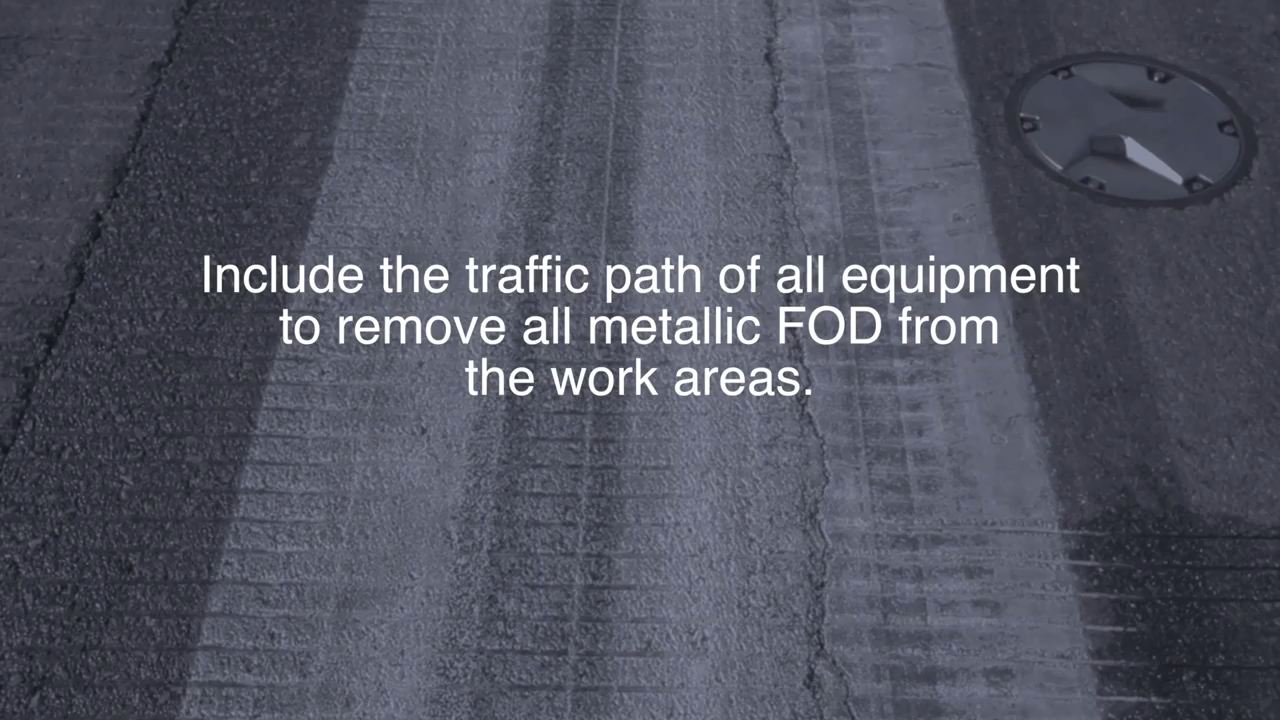 Include the traffic path of all equipment
to remove all metallic FOD from
the work areas.